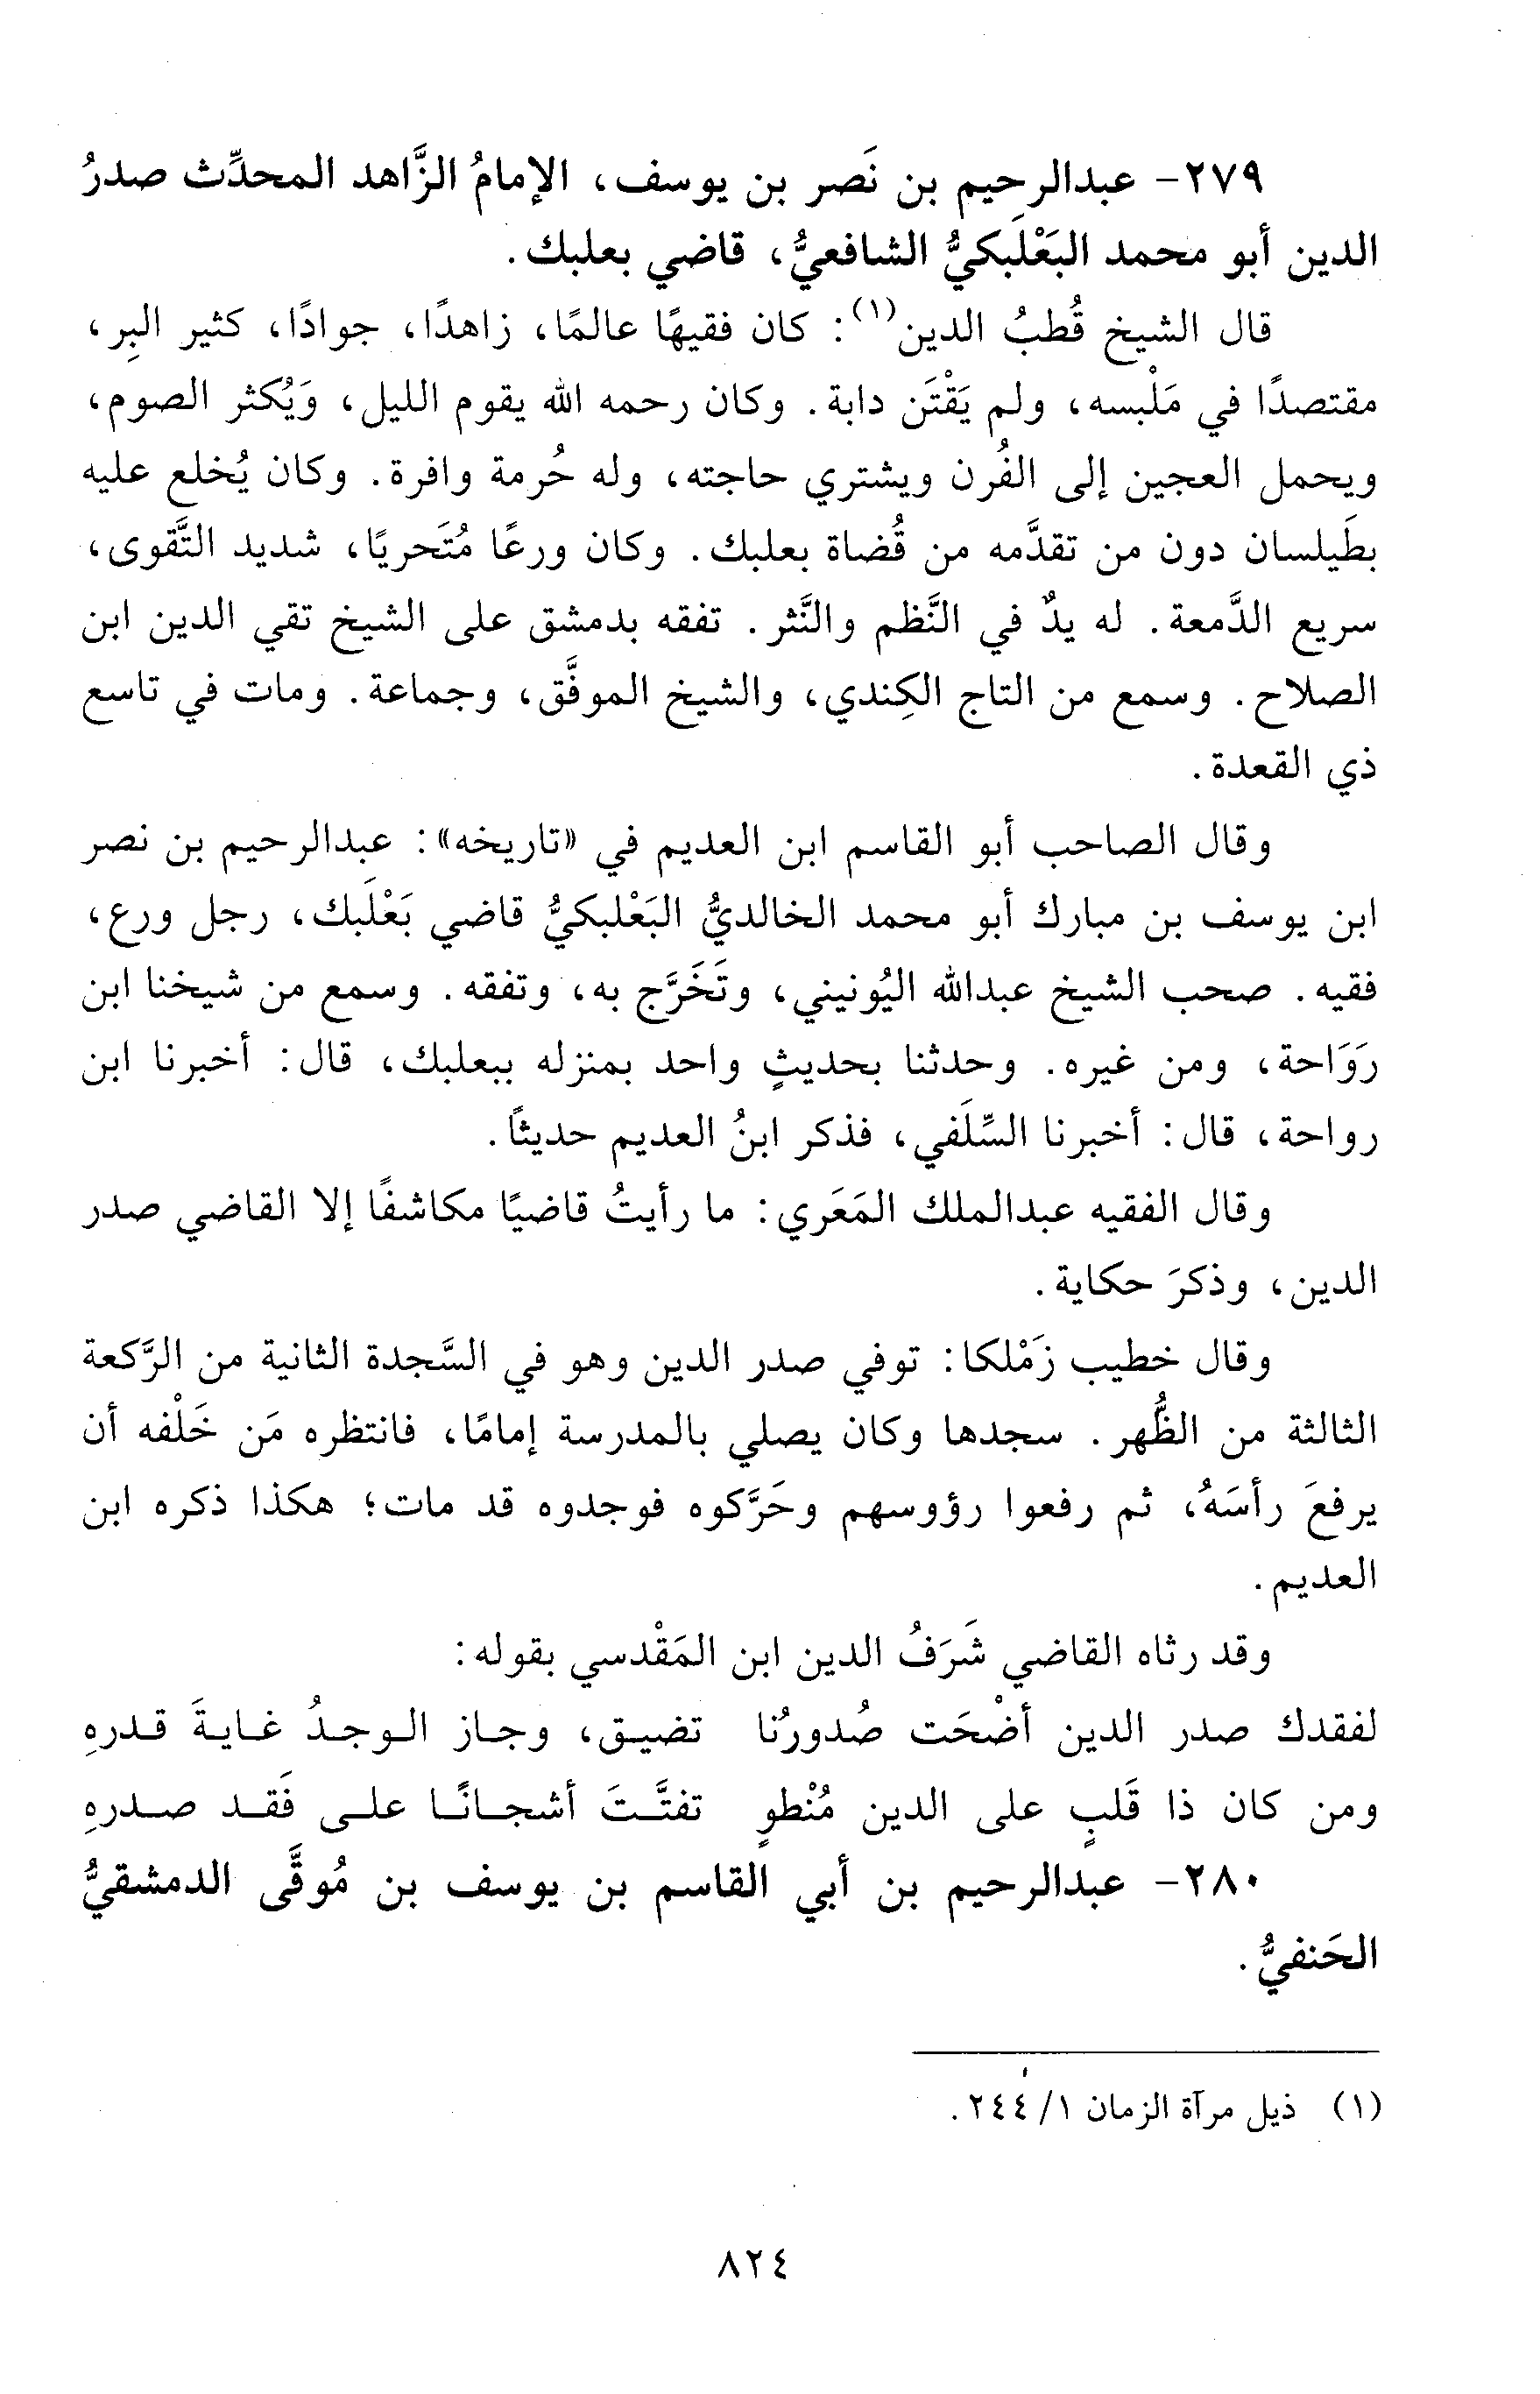 ٢٧٩- عبدالرحيم بن نَصر بن يوسف، الإمامُ الزَّاهد المحدِّث صدرُ
الدين أبو محمد البَعْلَبكيُّ الشافعيُّ، قاضي بعلبك.
قال الشيخ قُطبُ الدين(١): كان فقيهًا عالمًا، زاهدًا، جوادًا، كثير البِر،
مقتصدًا في مَلْبسه، ولم يَقْتَن دابة. وكان رحمه الله يقوم الليل، وَيُكثر الصوم،
ويحمل العجين إلى الفُرن ويشتري حاجته، وله حُرمة وافرة. وكان يُخلع عليه
بطَيلسان دون من تقدَّمه من قُضاة بعلبك. وكان ورعًا مُتَحريًا، شديد التَّقوى،
سريع الدَّمعة. له يدٌ في النَّظم والنَّثر. تفقه بدمشق على الشيخ تقي الدين ابن
الصلاح. وسمع من التاج الكِندي، والشيخ الموفَّق، وجماعة. ومات في تاسع
ذي القعدة.
وقال الصاحب أبو القاسم ابن العديم في «تاريخه»: عبدالرحيم بن نصر
ابن يوسف بن مبارك أبو محمد الخالديُّ البَعْلبكيُّ قاضي بَعْلَبك، رجل ورع،
فقيه. صحب الشيخ عبدالله اليُونيني، وتَخَرَّج به، وتفقه. وسمع من شيخنا ابن
رَوَاحة، ومن غيره. وحدثنا بحديثٍ واحد بمنزله ببعلبك، قال: أخبرنا ابن
رواحة، قال: أخبرنا السِّلَفي، فذكر ابنُ العديم حديثًا.
وقال الفقيه عبدالملك المَعَري: ما رأيتُ قاضيًا مكاشفًا إلا القاضي صدر
الدين، وذكرَ حكاية.
وقال خطيب زَمْلكا: توفي صدر الدين وهو في السَّجدة الثانية من الرَّكعة
الثالثة من الظُّهر. سجدها وكان يصلي بالمدرسة إمامًا، فانتظره مَن خَلْفه أن
يرفعَ رأسَهُ، ثم رفعوا رؤوسهم وحَرَّكوه فوجدوه قد مات؛ هكذا ذكره ابن
العديم.
وقد رثاه القاضي شَرَفُ الدين ابن المَقْدسي بقوله:
لفقدك صدر الدين أضْحَت صُدورُنا تضيـق، وجـاز الـوجـدُ غـايـةَ قـدرهِ
ومن كان ذا قَلبٍ على الدين مُنْطوٍ تفتَّـتَ أشجـانًـا علـى فَقـد صـدرهِ
٢٨٠- عبدالرحيم بن أبي القاسم بن يوسف بن مُوقَّى الدمشقيُّ
الحَنفيُّ.
(١) ذيل مرآة الزمان ١/ ٢٤٤.
٨٢٤